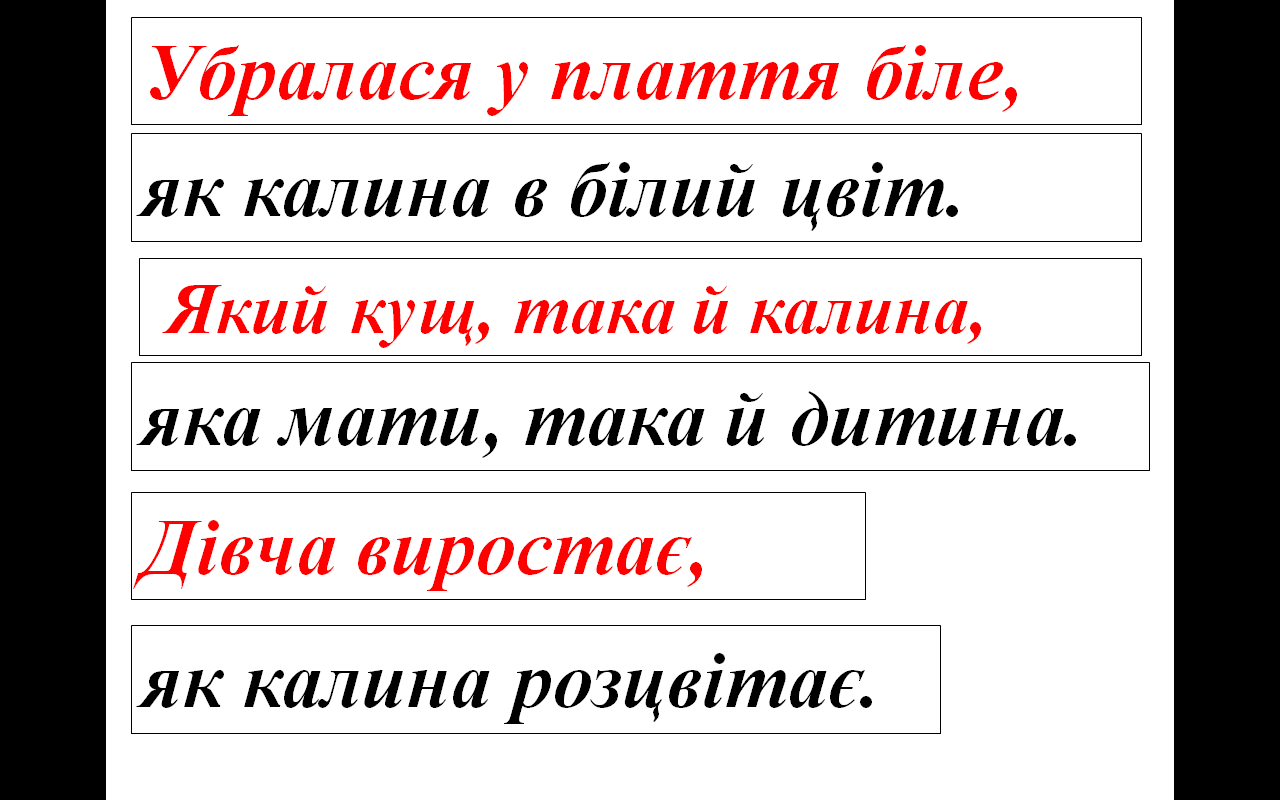 Убралася у плаття біле,
як калина в білий цвіт.
Який кущ, така й калина,
яка мати, така й дитина.
Дівча виростає,
як калина розцвітає.